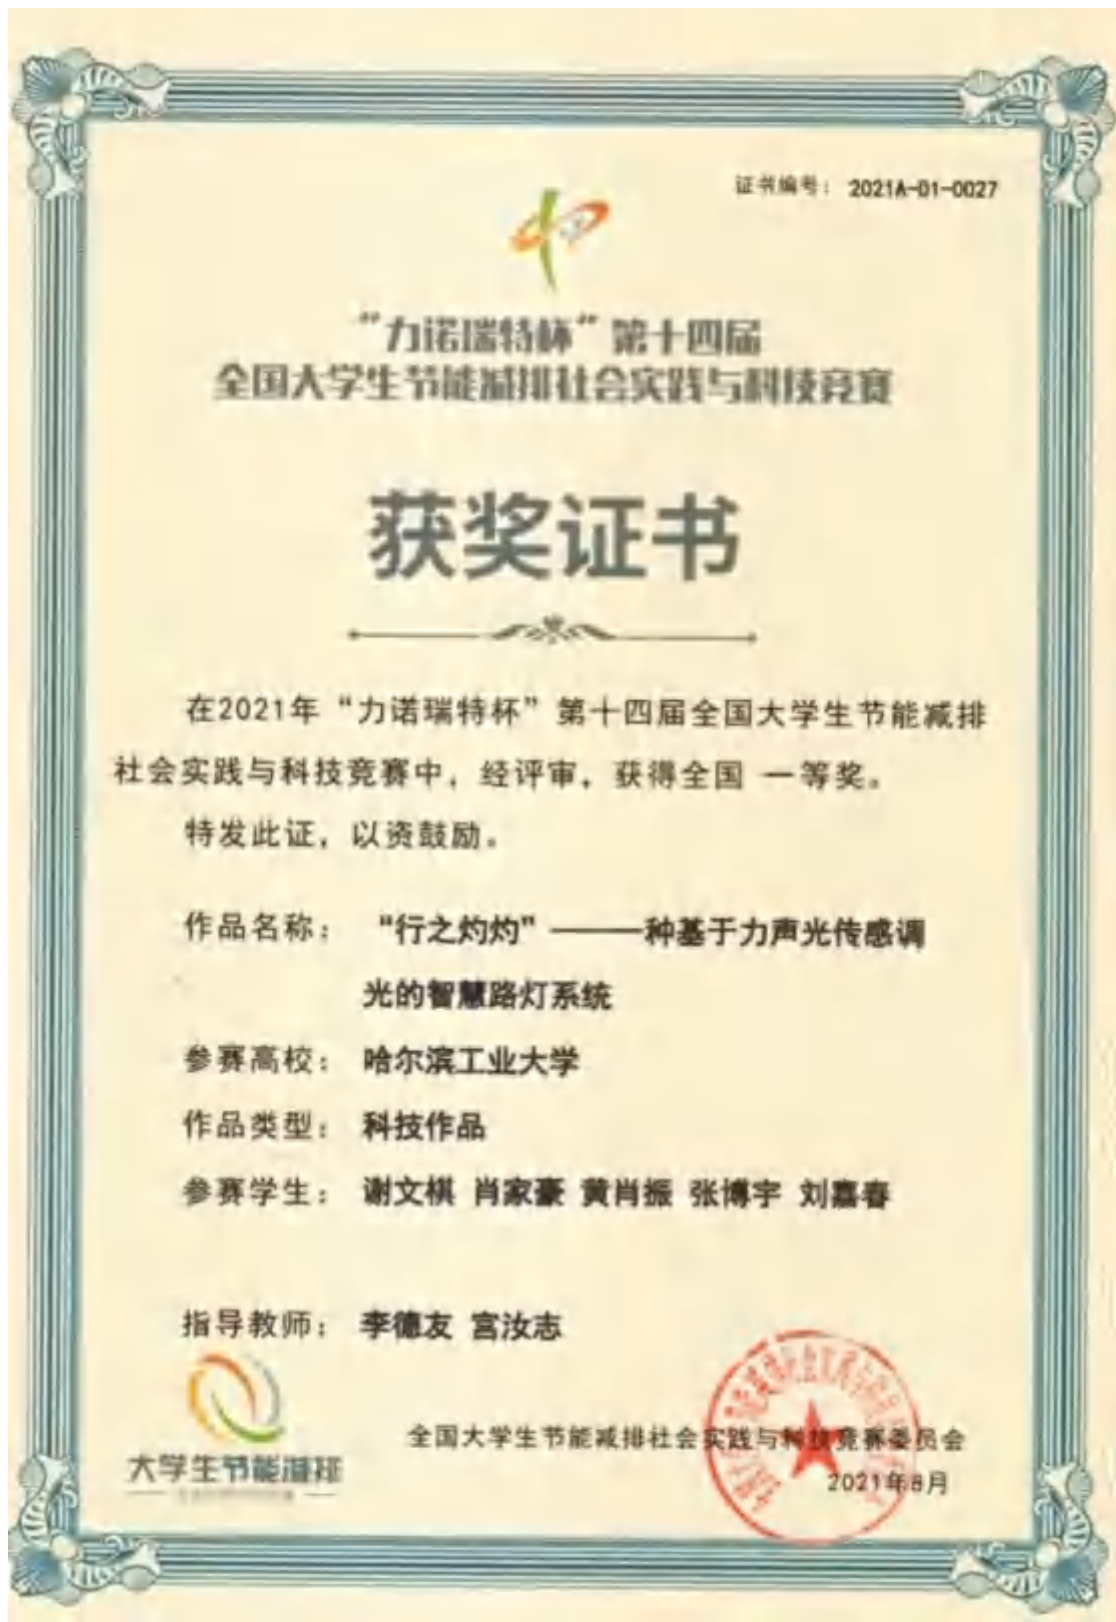 证书编号： 2021A-01-0027
“力诺瑞特杯”第十四届
全国大学生节能减排社会实践与科技竞赛
获奖证书
在2021年“力诺瑞特杯”第十四届全国大学生节能减排
社会实践与科技竞赛中，经评审，获得全国 一等奖。
特发此证，以资鼓励。
作品名称： “行之灼灼”——一种基于力声光传感调
光的智慧路灯系统
参赛高校： 哈尔滨工业大学
作品类型： 科技作品
参赛学生： 谢文棋 肖家豪 黄肖振 张博宇 刘嘉春
指导教师： 李德友 宫汝志
大学生节能减排
全国大学生节能减排社会实践与科技竞赛委员会
2021年8月